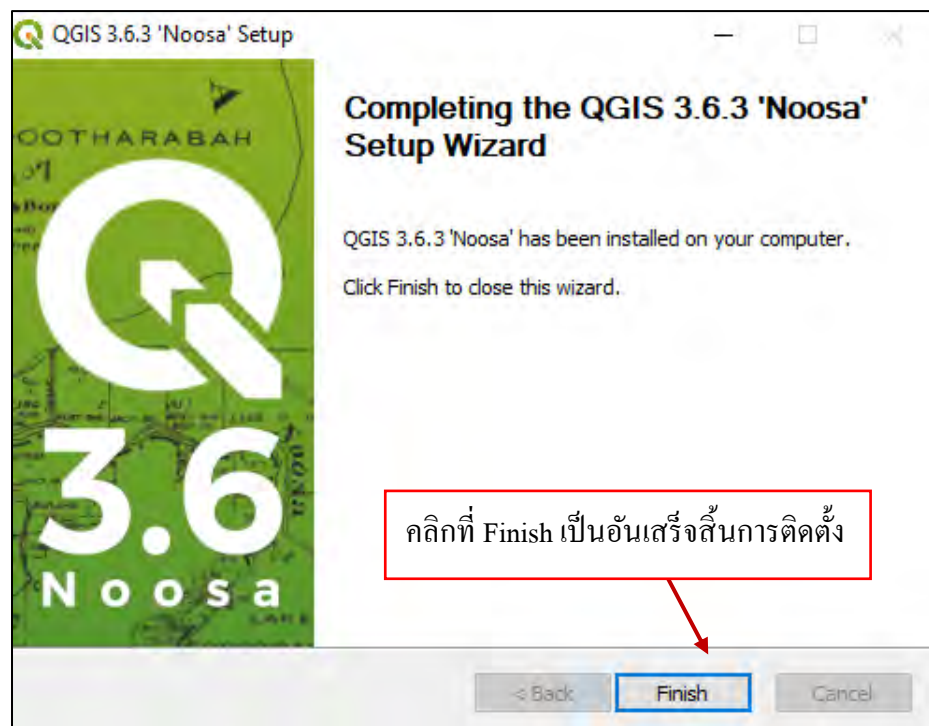 QGIS 3.6.3 'Noosa' Setup
OOTHARABAH
Completing the QGIS 3.6.3 'Noosa'
Setup Wizard
QGIS 3.6.3 'Noosa' has been installed on your computer.
Click Finish to close this wizard.
3.6
Noosa
คลิกที่ Finish เป็นอันเสร็จสิ้นการติดตั้ง
< Back
Finish
Cancel